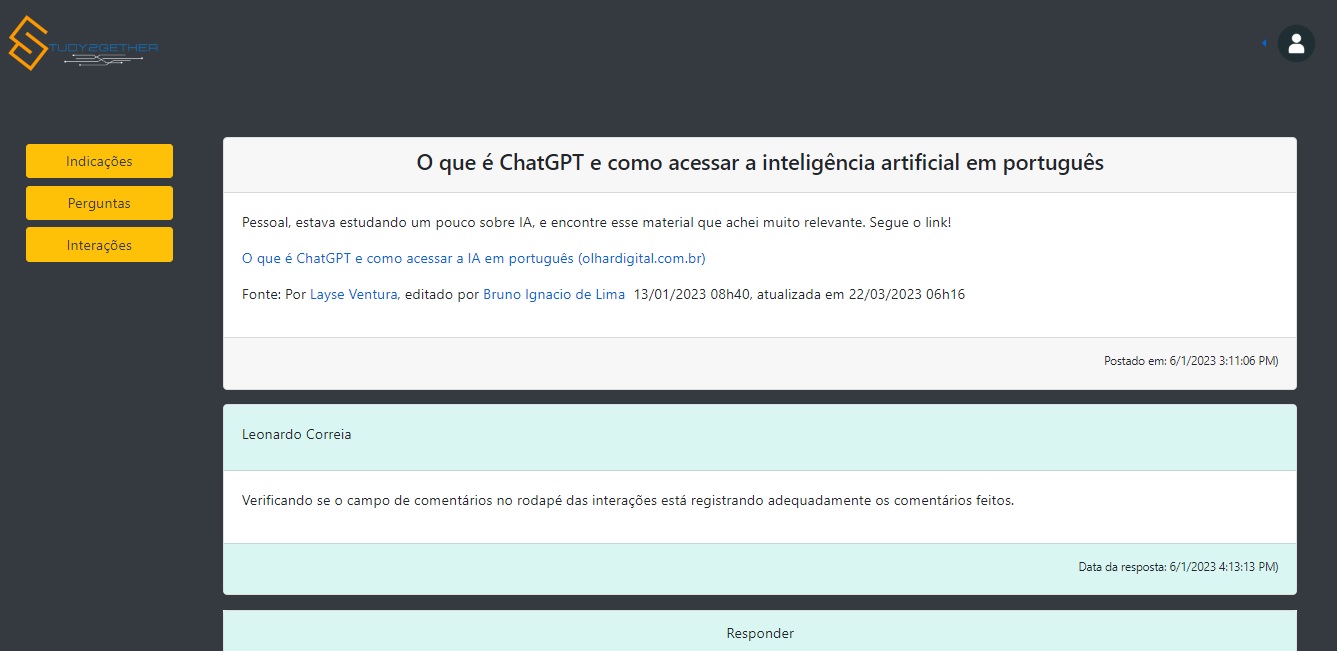 TUDY2GETHER
Indicações
Perguntas
Interações
O que é ChatGPT e como acessar a inteligência artificial em português
Pessoal, estava estudando um pouco sobre IA, e encontre esse material que achei muito relevante. Segue o link!
O que é ChatGPT e como acessar a IA em português (olhardigital.com.br)
Fonte: Por Layse Ventura, editado por Bruno Ignacio de Lima  13/01/2023 08h40, atualizada em 22/03/2023 06h16
Postado em: 6/1/2023 3:11:06 PM)
Leonardo Correia
Verificando se o campo de comentários no rodapé das interações está registrando adequadamente os comentários feitos.
Data da resposta: 6/1/2023 4:13:13 PM)
Responder